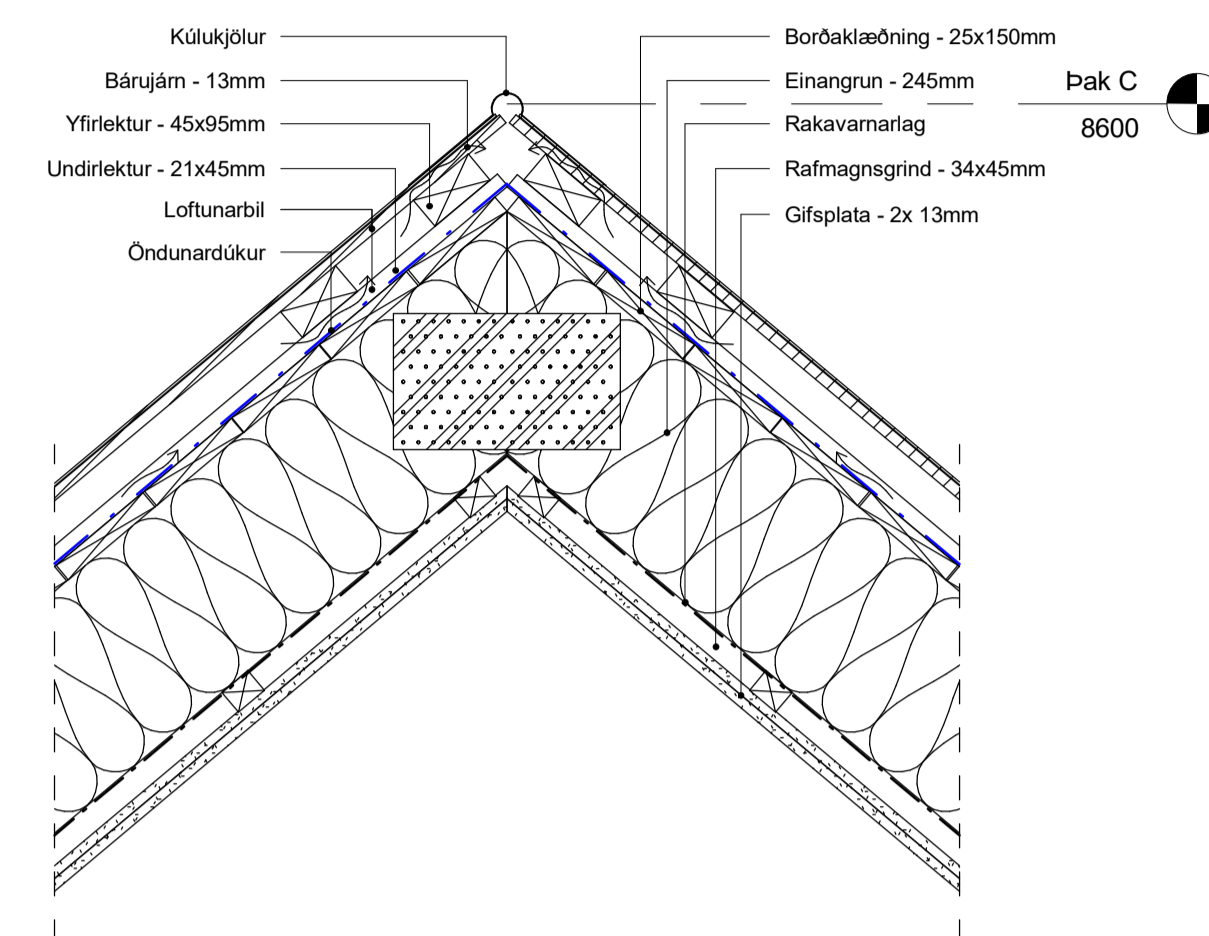 Kúlukjölur
Bárujárn - 13mm
Yfirlektur - 45x95mm
Undirlektur - 21x45mm
Loftunarbil
Öndunardúkur
Borðaklæðning - 25x150mm
Einangrun - 245mm
Rakavarnarlag
Rafmagnsgrind - 34x45mm
Gifsplata - 2x 13mm
Þak C
8600